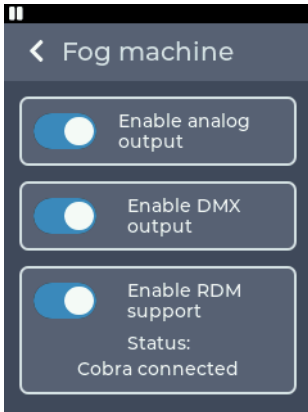 Fog machine
Enable analog
output
Enable DMX
output
Enable RDM
support
Status:
Cobra connected